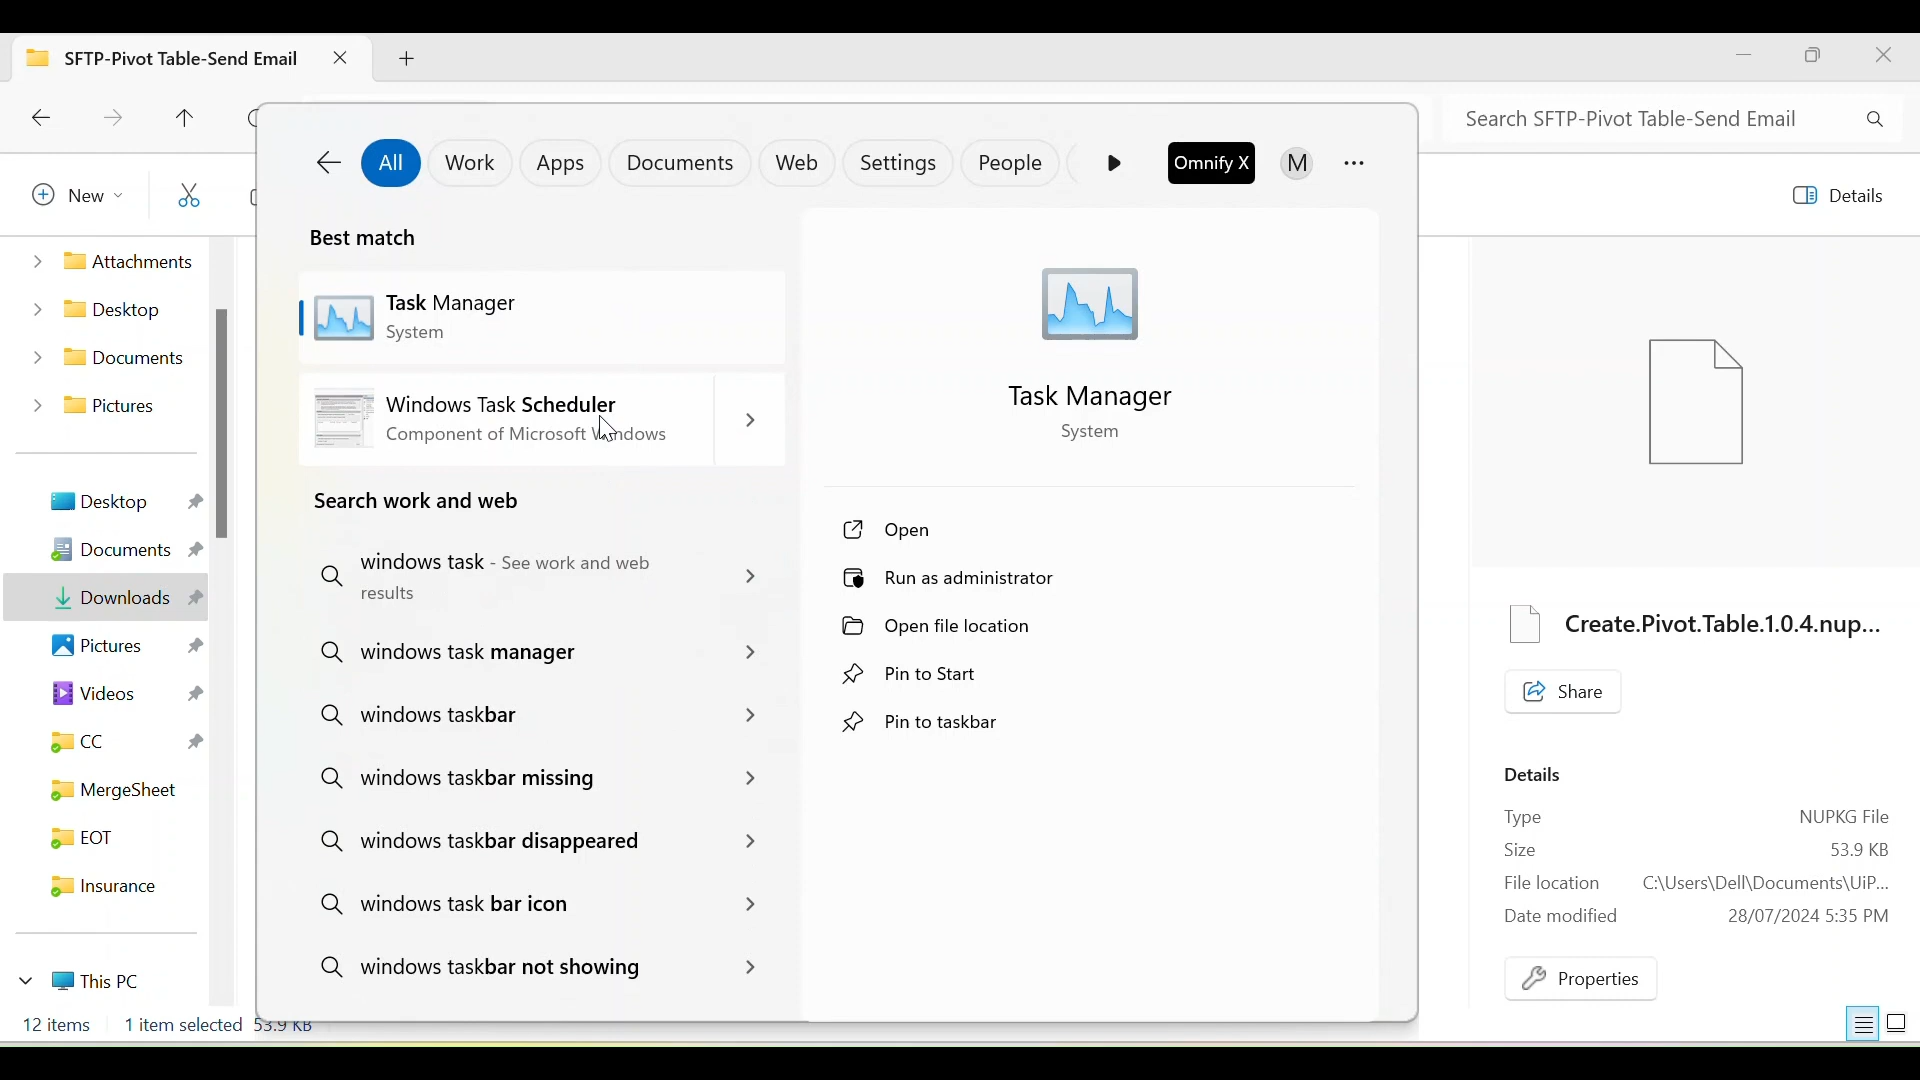 SFTP-Pivot Table-Send Email
Search SFTP-Pivot Table-Send Email
New
Details
All
Work
Apps
Documents
Web
Settings
People
Omnify X
M
Attachments
Desktop
Documents
Pictures
Desktop
Documents
Downloads
Pictures
Videos
CC
MergeSheet
EOT
Insurance
This PC
12 items
1 item selected 53.9 KB
Best match
Task Manager
System
Windows Task Scheduler
Component of Microsoft Windows
Search work and web
windows task - See work and web
results
windows task manager
windows taskbar
windows taskbar missing
windows taskbar disappeared
windows task bar icon
windows taskbar not showing
Task Manager
System
Open
Run as administrator
Open file location
Pin to Start
Pin to taskbar
Create.Pivot.Table.1.0.4.nup...
Share
Details
Type NUPKG File
Size 53.9 KB
File location C:\Users\Dell\Documents\UiP...
Date modified 28/07/2024 5:35 PM
Properties